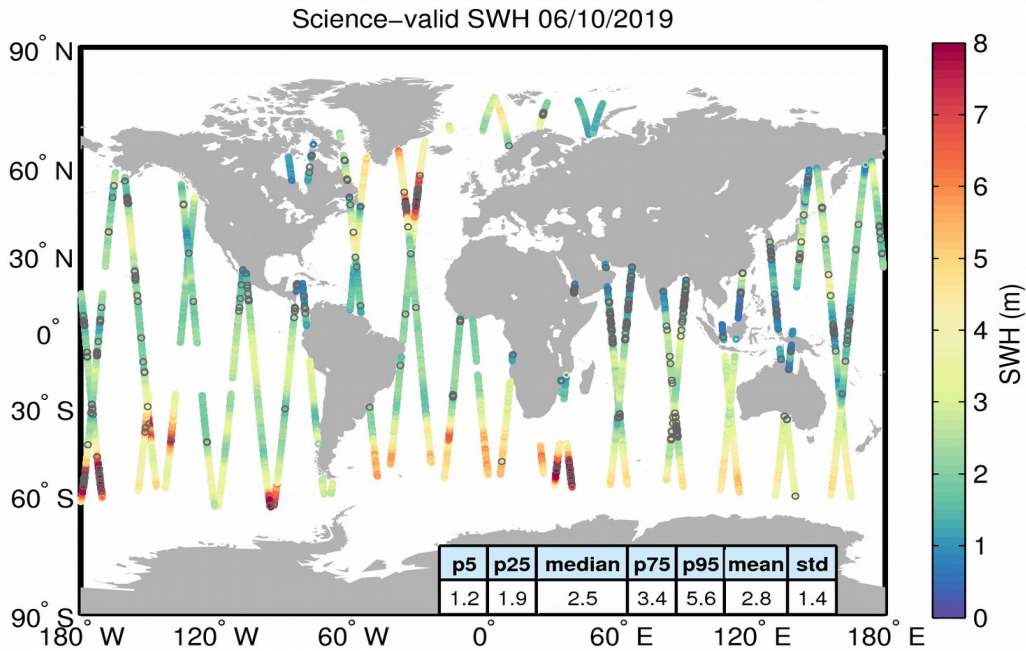 Science−valid SWH 06/10/2019
90° N
60° N
30° N
0°
30° S
60° S
90° S
180° W
120° W
60° W
0°
60° E
120° E
180° E
p5 p25 median p75 p95 mean std
1.2 1.9 2.5 3.4 5.6 2.8 1.4
8
7
6
5
4
3
2
1
0
SWH (m)